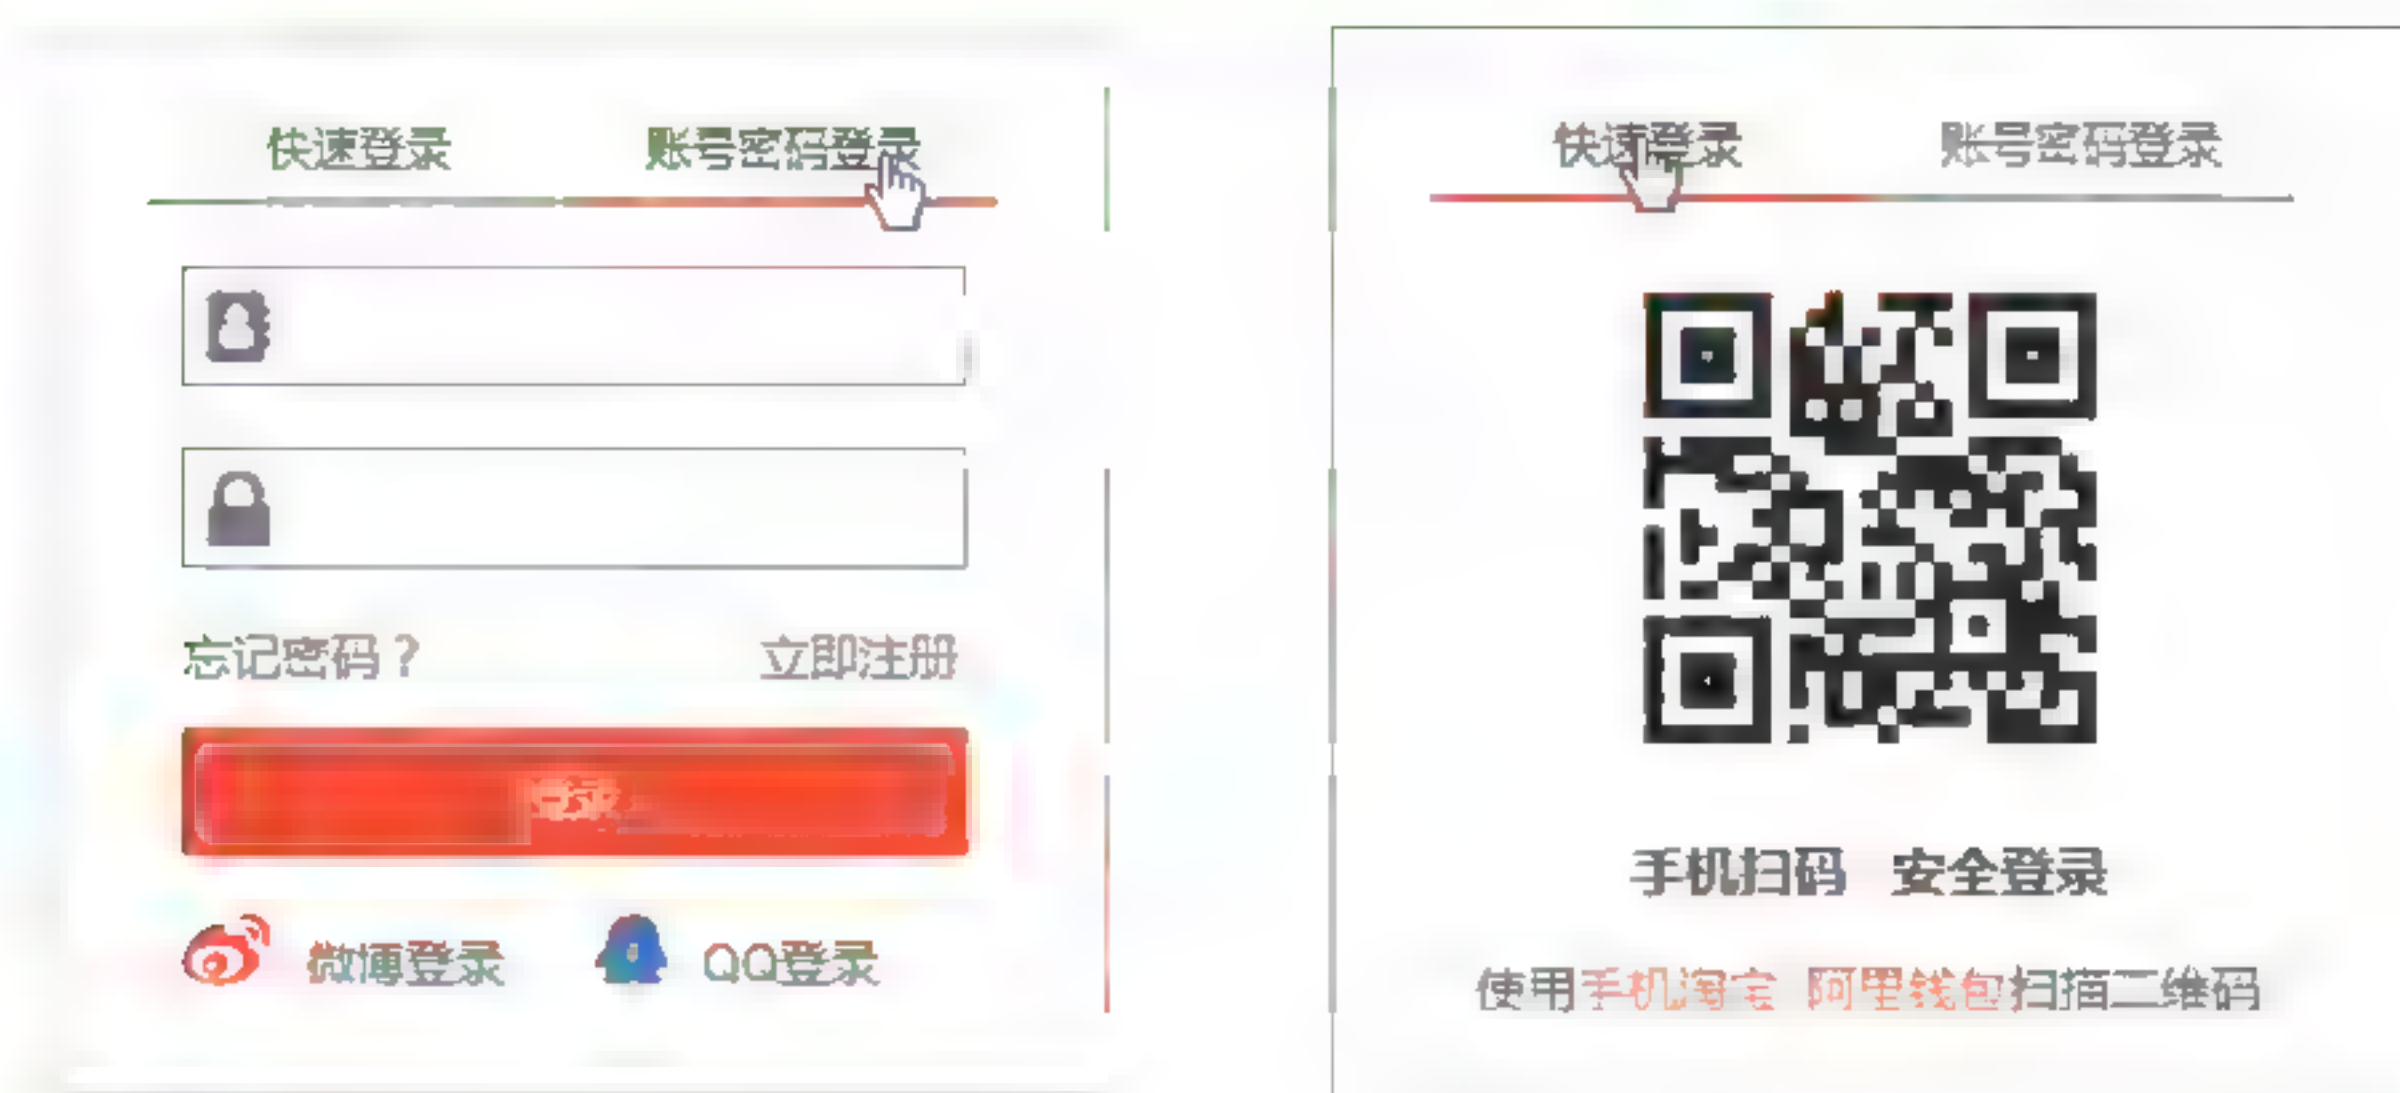 快速登录 账号密码登录
忘记密码？ 立即注册
登录
微博登录 QQ登录
快速登录 账号密码登录
手机扫码 安全登录
使用手机淘宝 阿里钱包扫描二维码